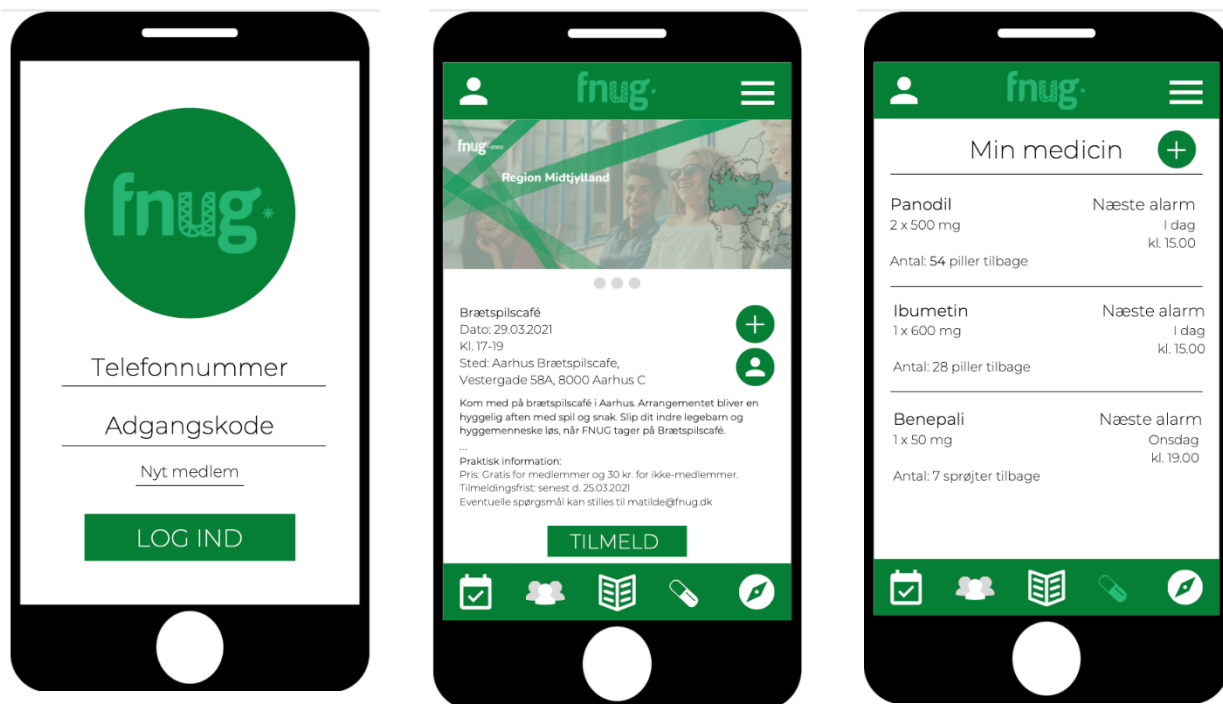 fnug
Telefonnummer
Adgangskode
Nyt medlem
LOG IND
fnug
fnug
Region Midtjylland
Brætspilscafé
Dato: 29.03.2021
Kl. 17-19
Sted: Aarhus Brætspilscafe,
Vestergade 58A, 8000 Aarhus C
Kom med på brætspilscafé i Aarhus. Arrangementet bliver en
hyggelig aften med spil og snak. Slip dit indre legebarn og
hyggemenneske løs, når FNUG tager på Brætspilscafé.
...
Praktisk information:
Pris: Gratis for medlemmer og 30 kr. for ikke-medlemmer.
Tilmeldingsfrist: senest d. 25.03.2021
Eventuelle spørgsmål kan stilles til matilde@fnug.dk
TILMELD
fnug
Min medicin
Panodil
2 x 500 mg
Antal: 54 piller tilbage
Næste alarm
I dag
kl. 15.00
Ibumetin
1 x 600 mg
Antal: 28 piller tilbage
Næste alarm
I dag
kl. 15.00
Benepali
1 x 50 mg
Antal: 7 sprøjter tilbage
Næste alarm
Onsdag
kl. 19.00